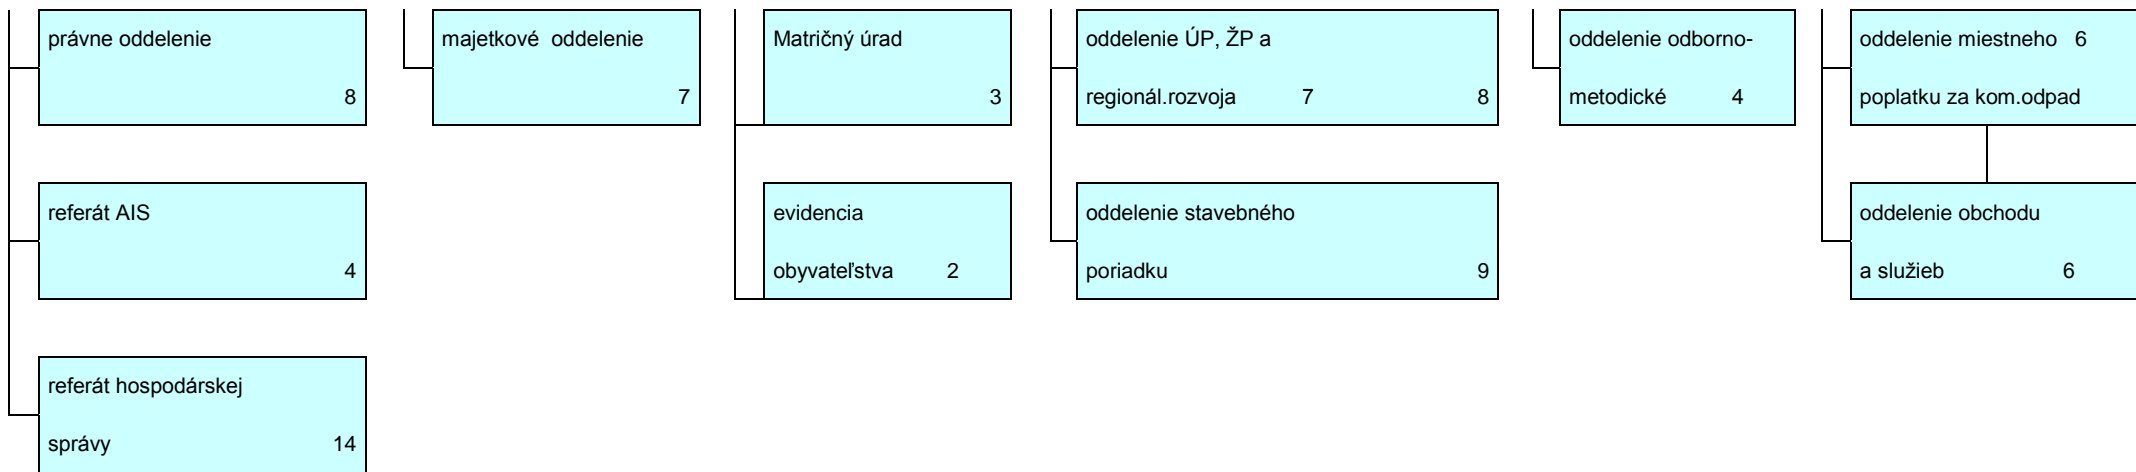 právne oddelenie
8
majetkové  oddelenie
7
Matričný úrad
3
oddelenie ÚP, ŽP a
regionál.rozvoja 7 8
oddelenie odborno-
metodické 4
oddelenie miestneho 6
poplatku za kom.odpad
referát AIS
4
evidencia
obyvateľstva 2
oddelenie stavebného
poriadku 9
oddelenie obchodu
a služieb 6
referát hospodárskej
správy 14